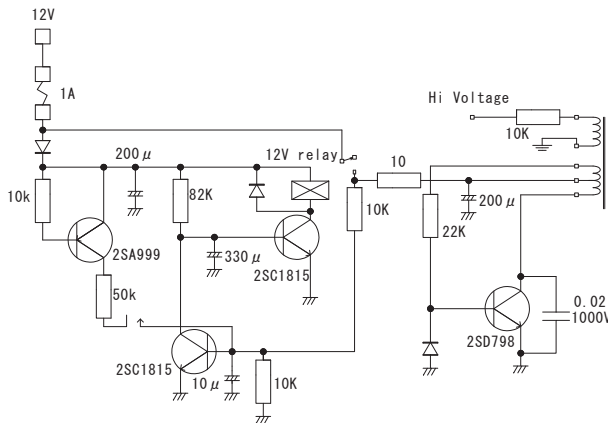 12V
1A
Hi Voltage
10K
200μ
12V relay
10
10k
82K
10K
200μ
22K
2SA999
330μ
2SC1815
50k
0.02
1000V
2SD798
2SC1815
10μ
10K